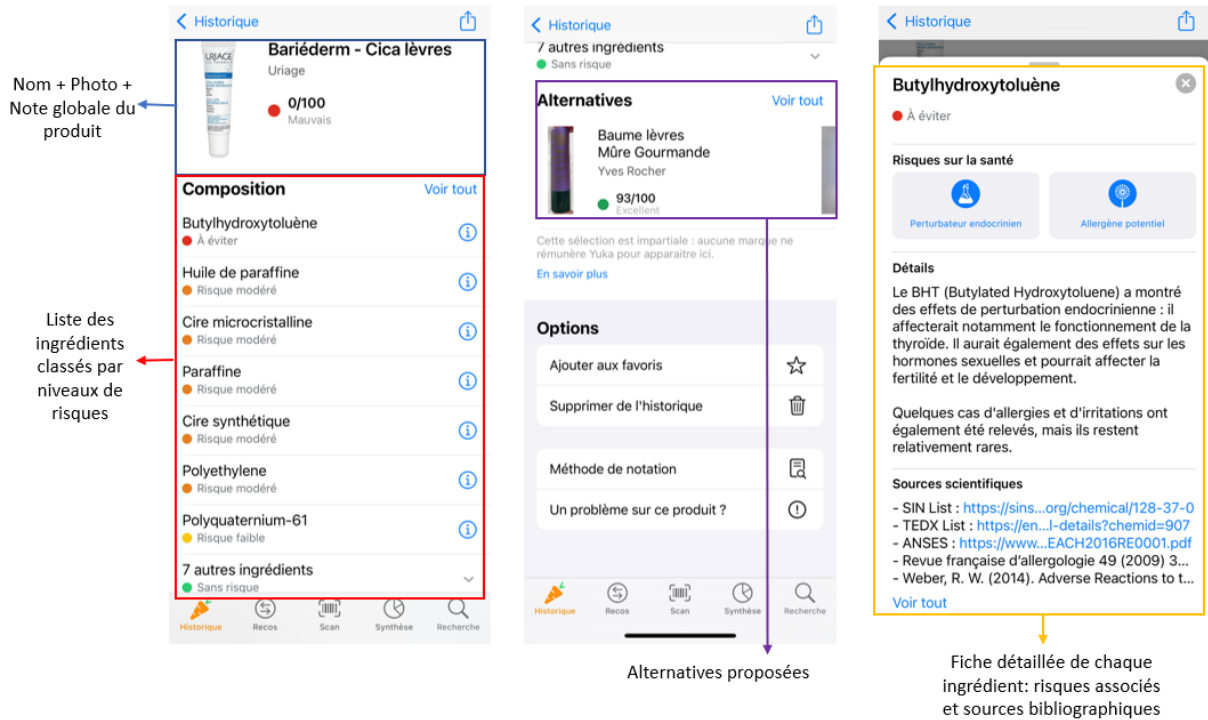 Nom + Photo +
Note globale du
produit
Liste des
ingrédients
classés par
niveaux de
risques
Historique
URIAGE
Bariéderm - Cica lèvres
Uriage
0/100
Mauvais
Composition
Voir tout
Butylhydroxytoluène
À éviter
Huile de paraffine
Risque modéré
Cire microcristalline
Risque modéré
Paraffine
Risque modéré
Cire synthétique
Risque modéré
Polyethylene
Risque modéré
Polyquaternium-61
Risque faible
7 autres ingrédients
Sans risque
Historique
Recos
Scan
Synthèse
Recherche
Historique
7 autres ingrédients
Sans risque
Alternatives
Voir tout
Baume lèvres
Mûre Gourmande
Yves Rocher
93/100
Excellent
Cette sélection est impartiale : aucune marque ne
rémunère Yuka pour apparaitre ici.
En savoir plus
Options
Ajouter aux favoris
Supprimer de l'historique
Méthode de notation
Un problème sur ce produit ?
Historique
Recos
Scan
Synthèse
Recherche
Alternatives proposées
Historique
Butylhydroxytoluène
À éviter
Risques sur la santé
Perturbateur endocrinien
Allergène potentiel
Détails
Le BHT (Butylated Hydroxytoluene) a montré
des effets de perturbation endocrinienne : il
affecterait notamment le fonctionnement de la
thyroïde. Il aurait également des effets sur les
hormones sexuelles et pourrait affecter la
fertilité et le développement.
Quelques cas d'allergies et d'irritations ont
également été relevés, mais ils restent
relativement rares.
Sources scientifiques
- SIN List : https://sins...org/chemical/128-37-0
- TEDX List : https://en...l-details?chemid=907
- ANSES : https://www...EACH2016RE0001.pdf
- Revue française d'allergologie 49 (2009) 3...
- Weber, R. W. (2014). Adverse Reactions to t...
Voir tout
Fiche détaillée de chaque
ingrédient: risques associés
et sources bibliographiques